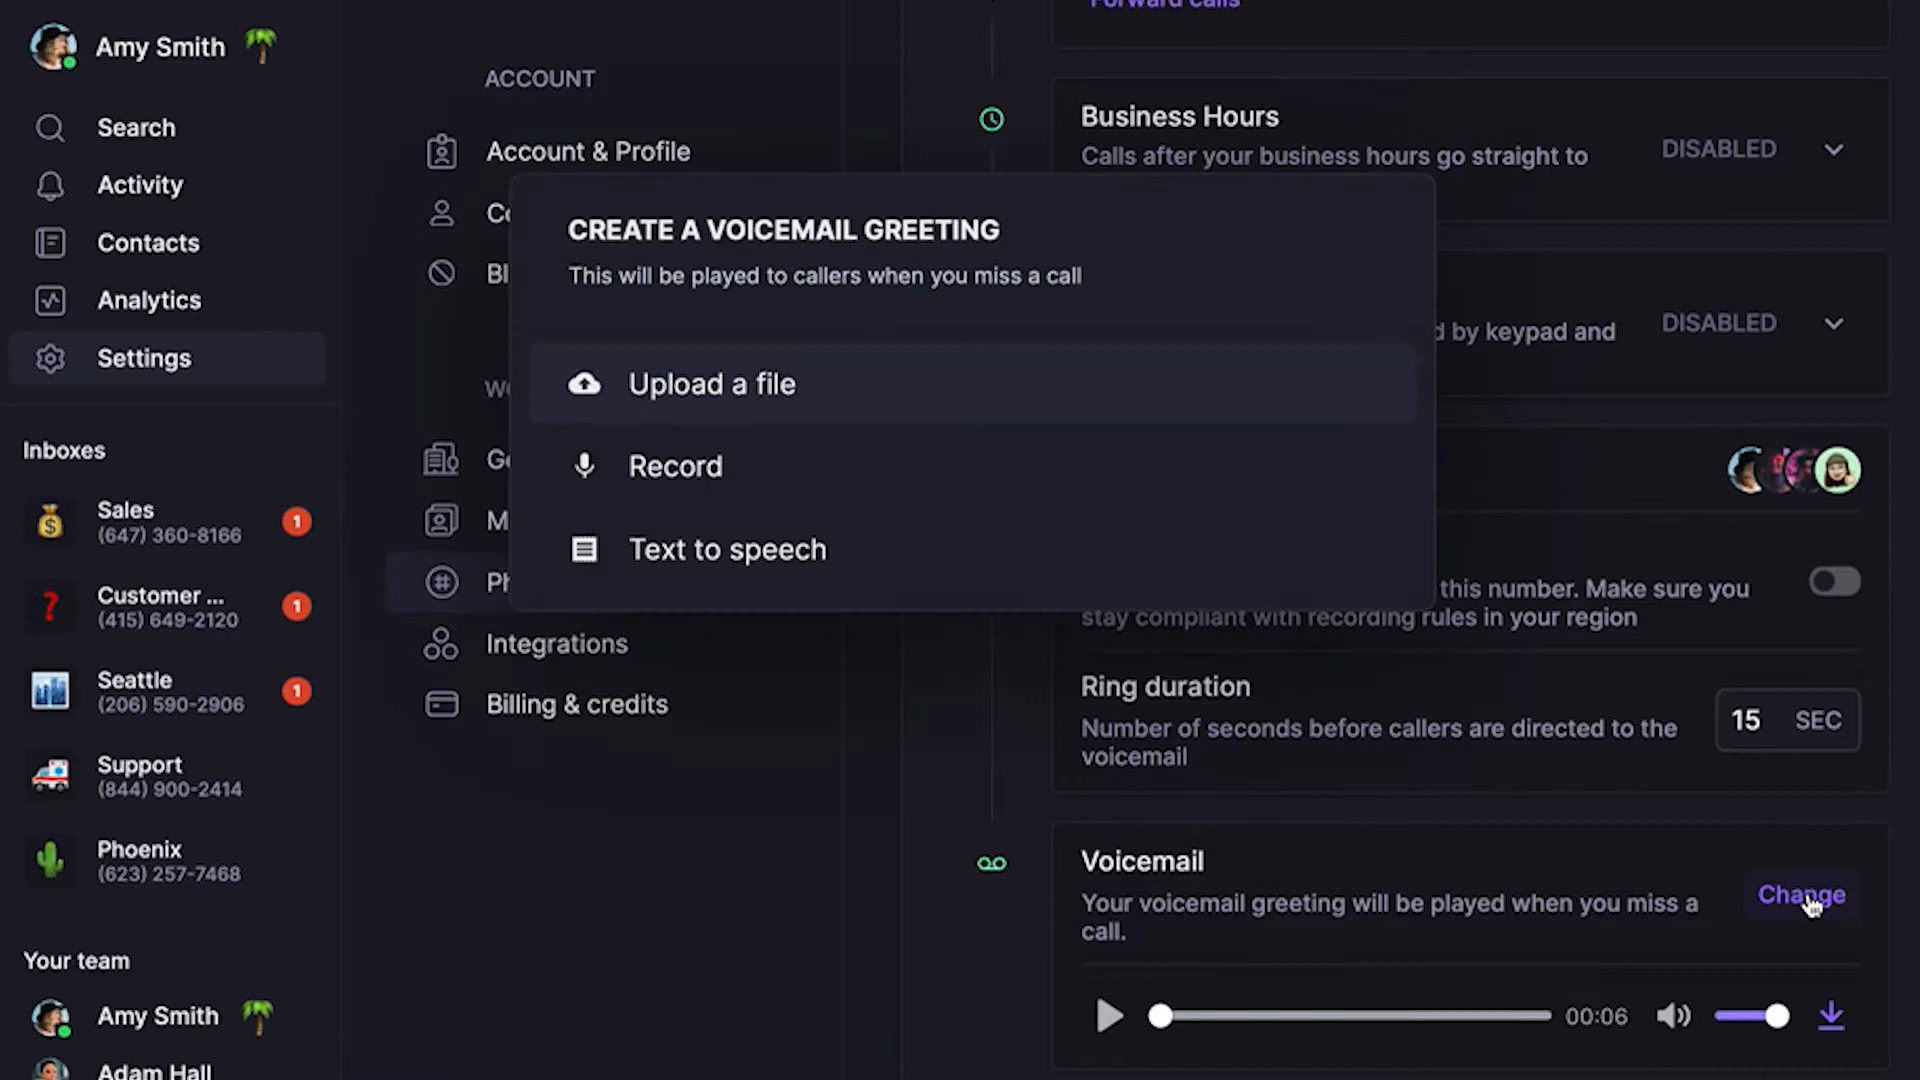 Amy Smith
Search
Activity
Contacts
Analytics
Settings
Inboxes
Sales
(647) 360-8166
1
Customer ...
(415) 649-2120
1
Seattle
(206) 590-2906
1
Support
(844) 900-2414
Phoenix
(623) 257-7468
Your team
Amy Smith
Adam Hall
ACCOUNT
Account & Profile
Integrations
Billing & credits
CREATE A VOICEMAIL GREETING
This will be played to callers when you miss a call
Upload a file
Record
Text to speech
Forward calls
Business Hours
Calls after your business hours go straight to
DISABLED
by keypad and
DISABLED
this number. Make sure you
stay compliant with recording rules in your region
Ring duration
Number of seconds before callers are directed to the
voicemail
15 SEC
Voicemail
Your voicemail greeting will be played when you miss a
call.
Change
00:06